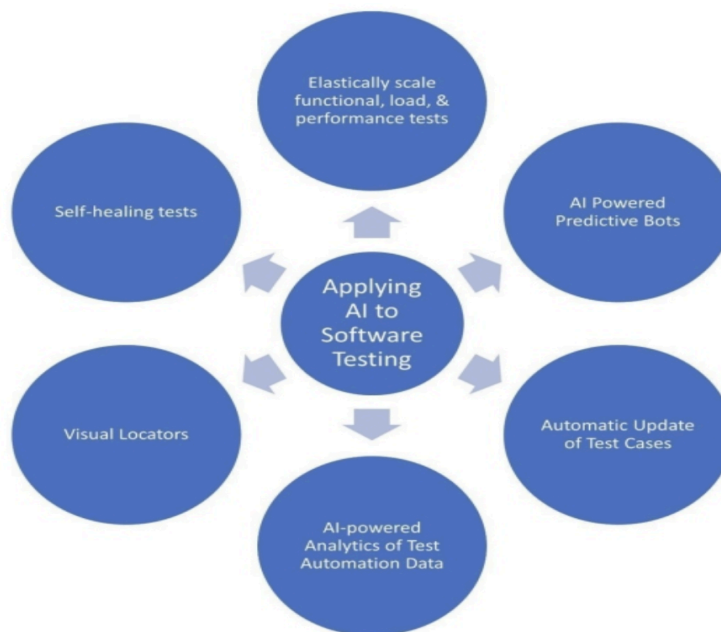 Elastically scale
functional, load, &
performance tests
Self-healing tests
AI Powered
Predictive Bots
Applying
AI to
Software
Testing
Visual Locators
Automatic Update
of Test Cases
AI-powered
Analytics of Test
Automation Data